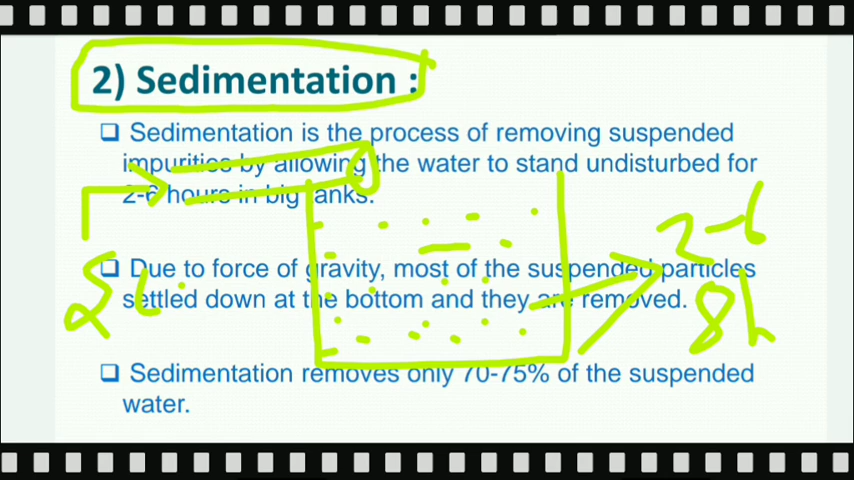 2) Sedimentation :
❑ Sedimentation is the process of removing suspended
impurities by allowing the water to stand undisturbed for
2-6 hours in big tanks.
❑ Due to force of gravity, most of the suspended particles
settled down at the bottom and they are removed.
❑ Sedimentation removes only 70-75% of the suspended
water.
2-6
8h